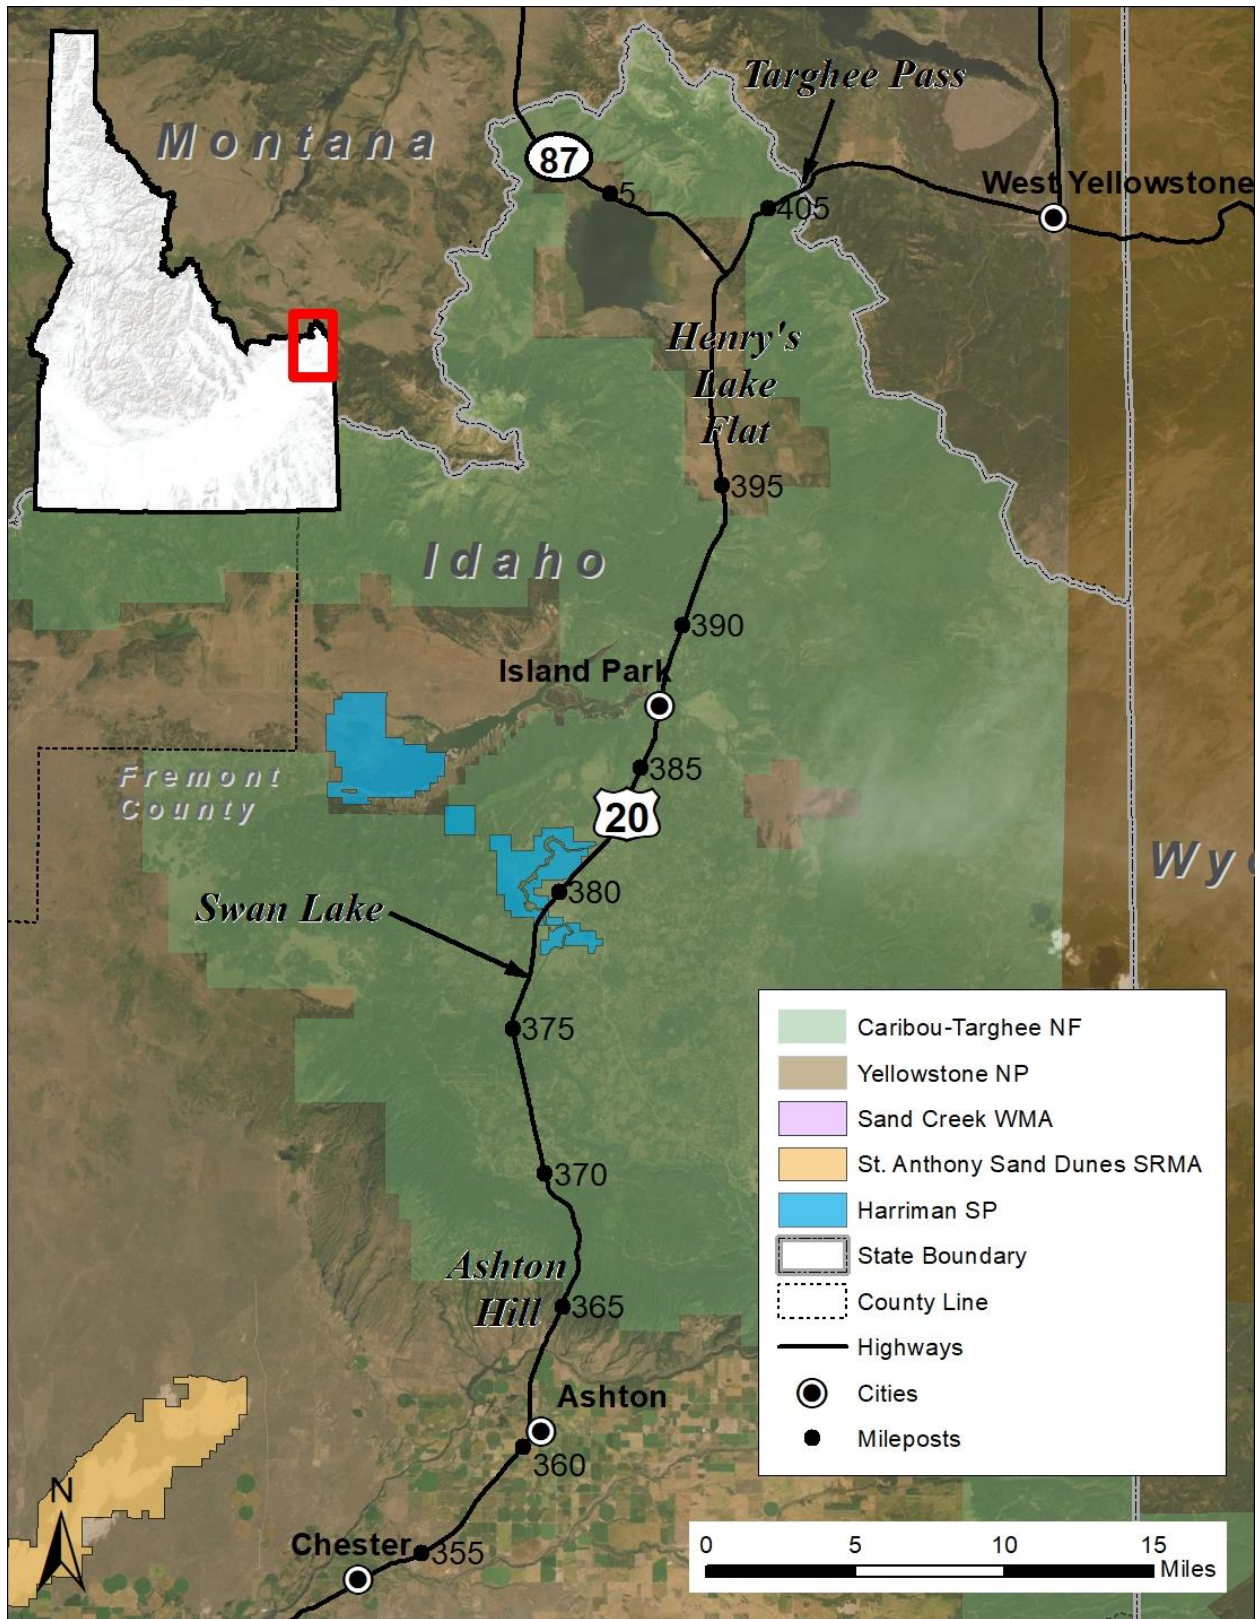 Targhee Pass
Montana
87
West Yellowstone
5
405
Henry's
Lake
Flat
395
Idaho
390
Island Park
385
Fremont
County
20
Wyo
380
Swan Lake
375
Caribou-Targhee NF
Yellowstone NP
Sand Creek WMA
St. Anthony Sand Dunes SRMA
Harriman SP
State Boundary
County Line
Highways
Cities
Mileposts
370
Ashton
Hill
365
Ashton
360
N
Chester
355
0 5 10 15
Miles